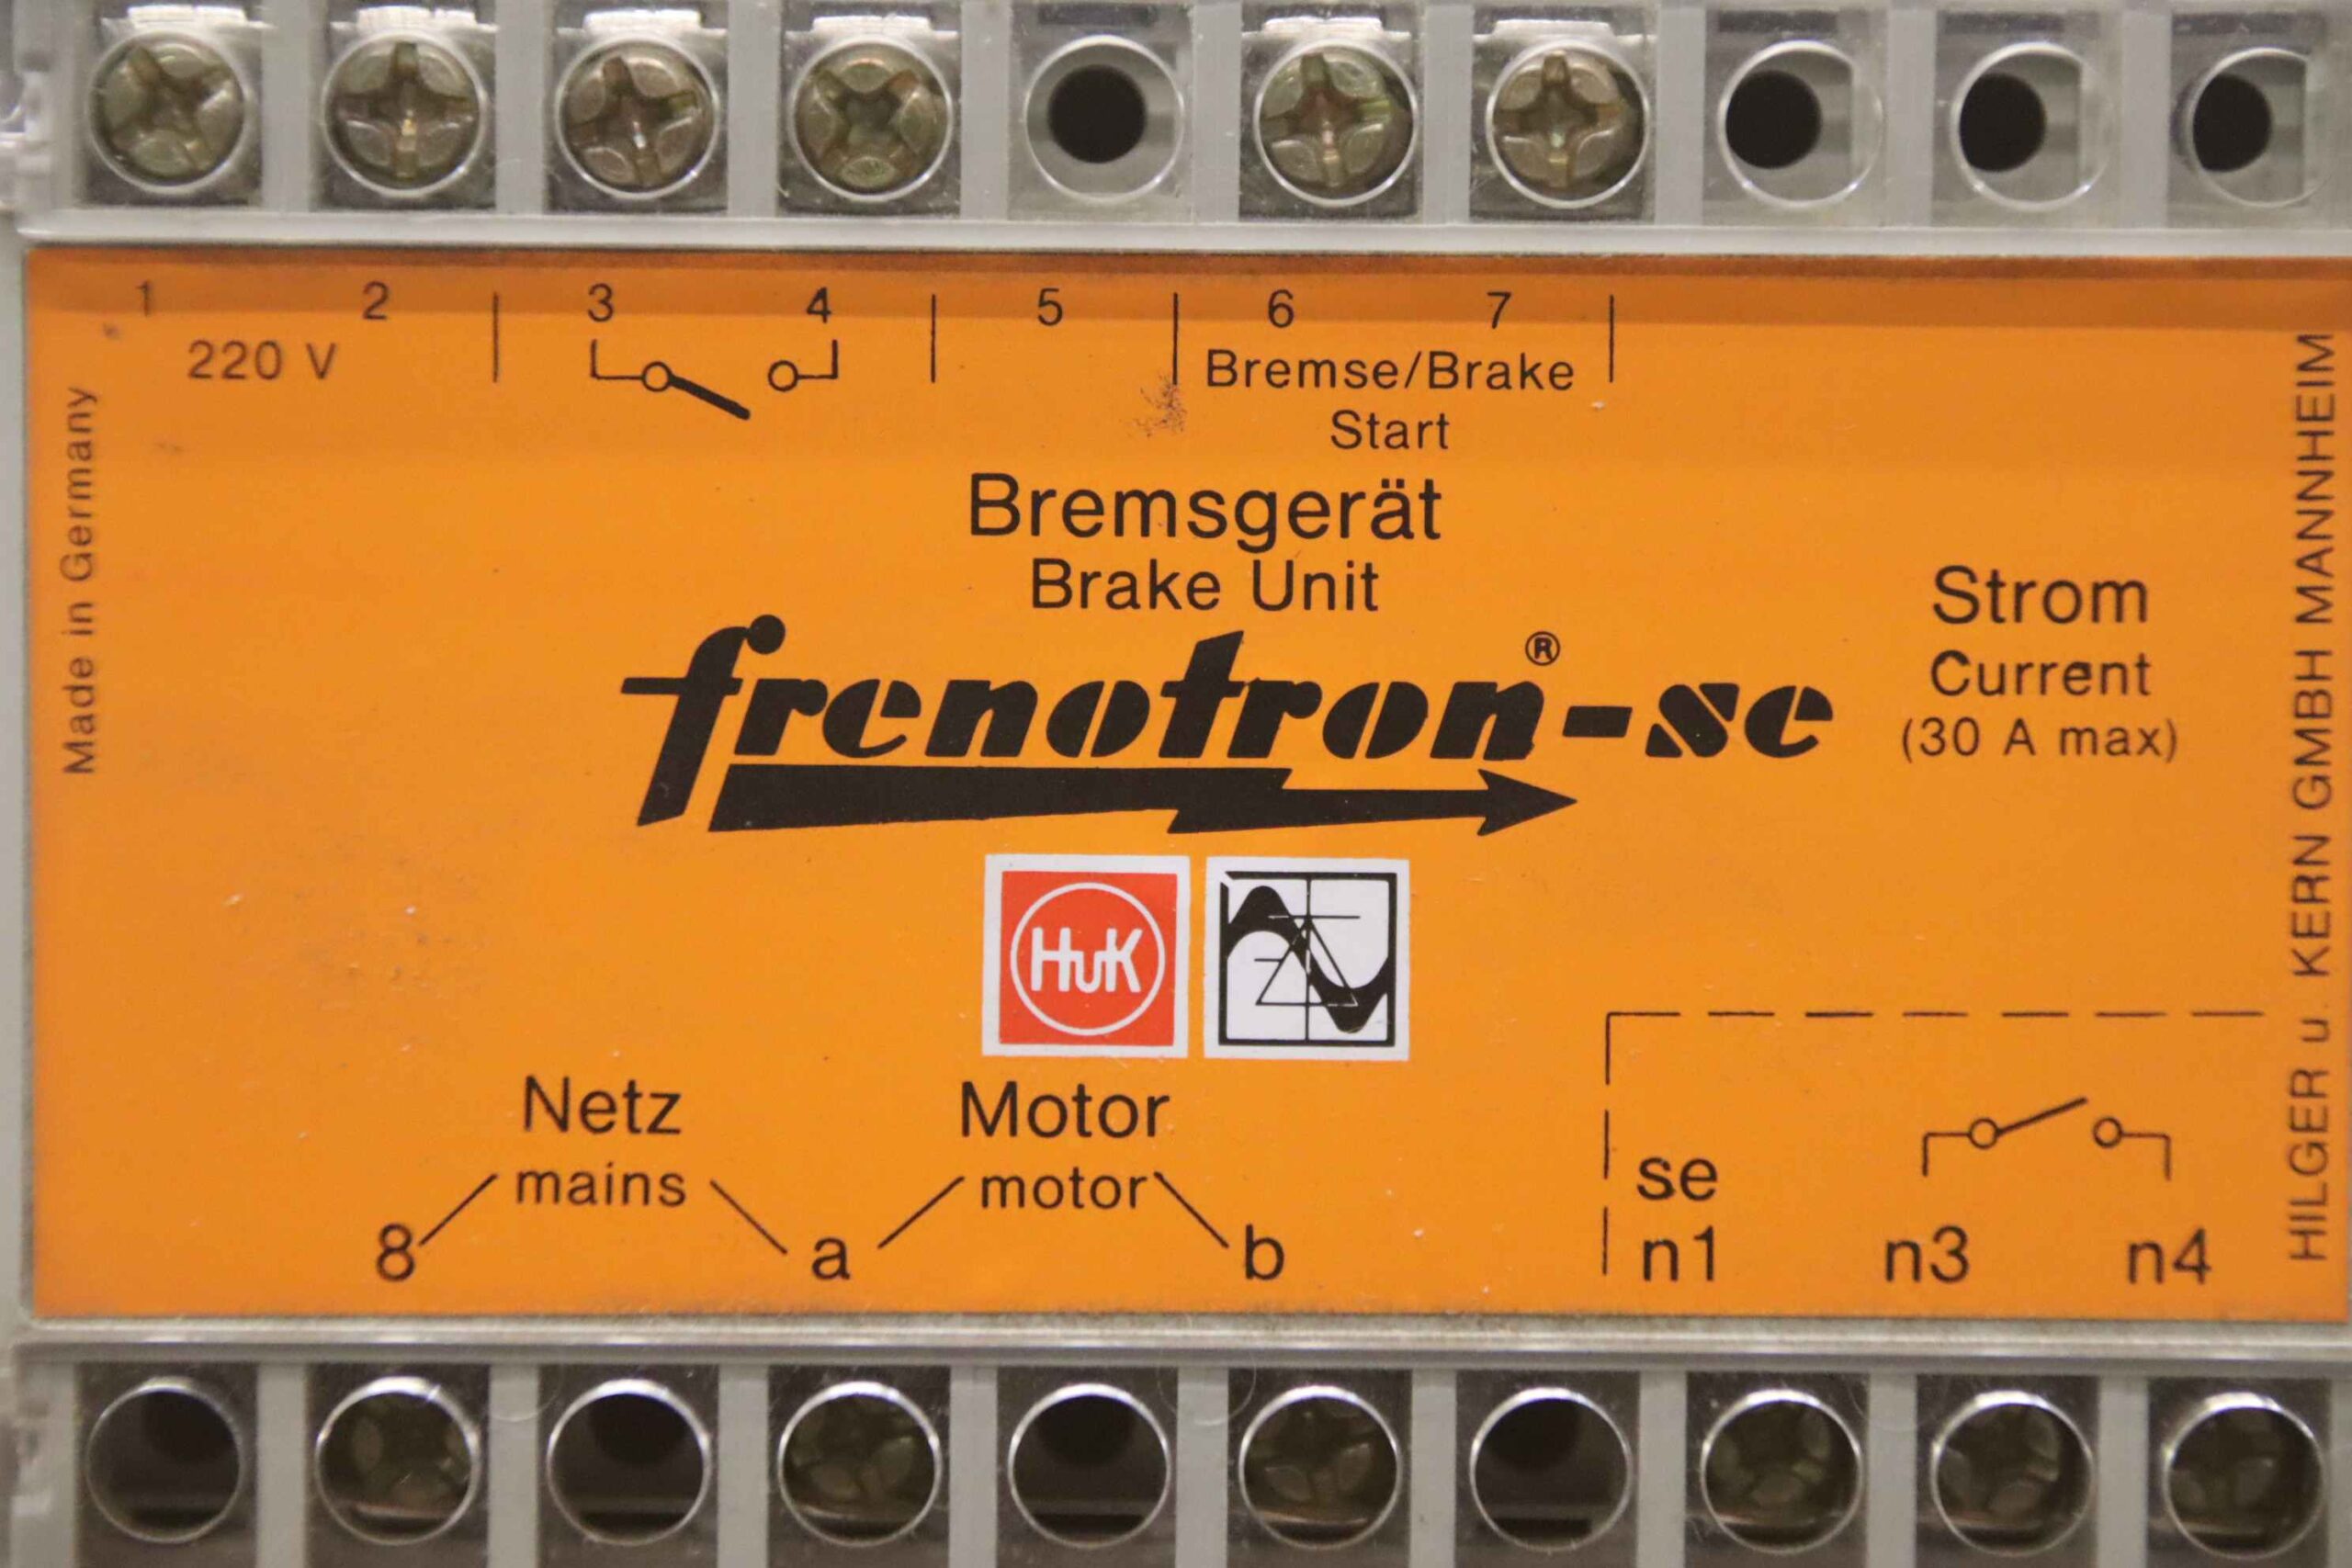 1 2 3 4 5 6 7
220 V
Bremse/Brake
Start
Made in Germany
Bremsgerät
Brake Unit
frenotron-se®
Strom
Current
(30 A max)
HILGER u. KERN GMBH MANNHEIM
HuK
Netz
mains
Motor
motor
8 a b
se
n1 n3 n4